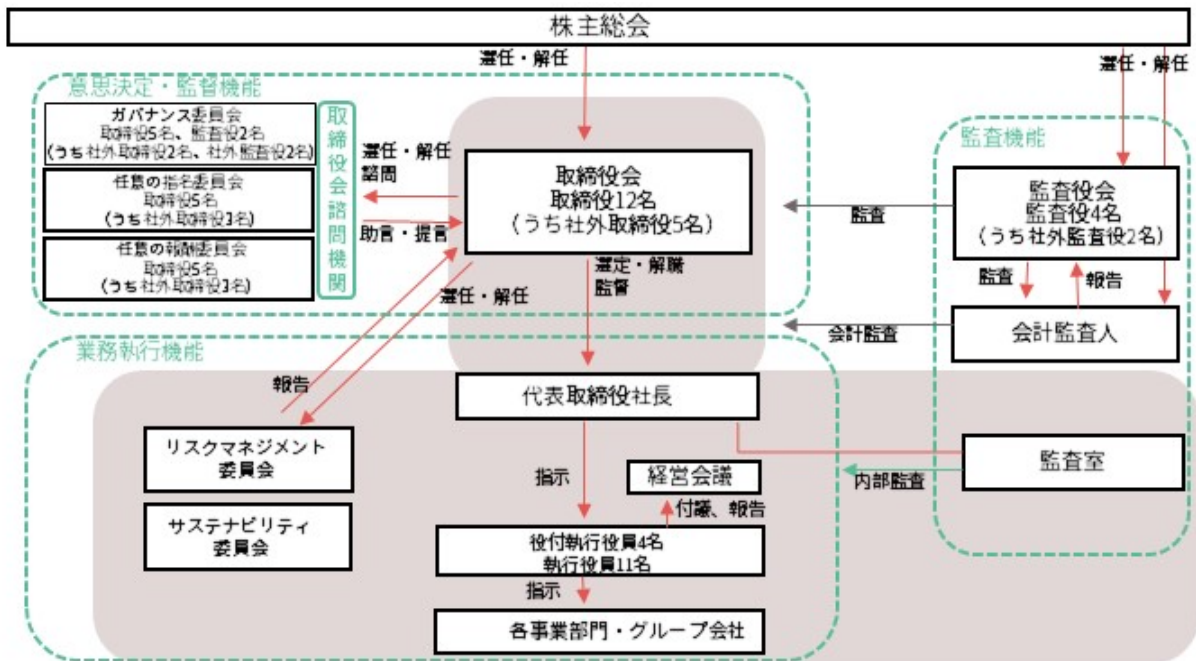 株主総会
選任・解任
選任・解任
意思決定・監督機能
ガバナンス委員会
取締役5名、監査役2名
(うち社外取締役2名、社外監査役2名)
任意の指名委員会
取締役5名
(うち社外取締役3名)
任意の報酬委員会
取締役5名
(うち社外取締役3名)
取締役会諮問機関
選任・解任
諮問
助言・提言
取締役会
取締役12名
(うち社外取締役5名)
監査
監査機能
監査役会
監査役4名
(うち社外監査役2名)
監査
報告
会計監査人
会計監査
選任・解任
選定・解職
監督
業務執行機能
報告
代表取締役社長
リスクマネジメント
委員会
サステナビリティ
委員会
指示
経営会議
付議、報告
役付執行役員4名
執行役員11名
指示
各事業部門・グループ会社
監査室
内部監査